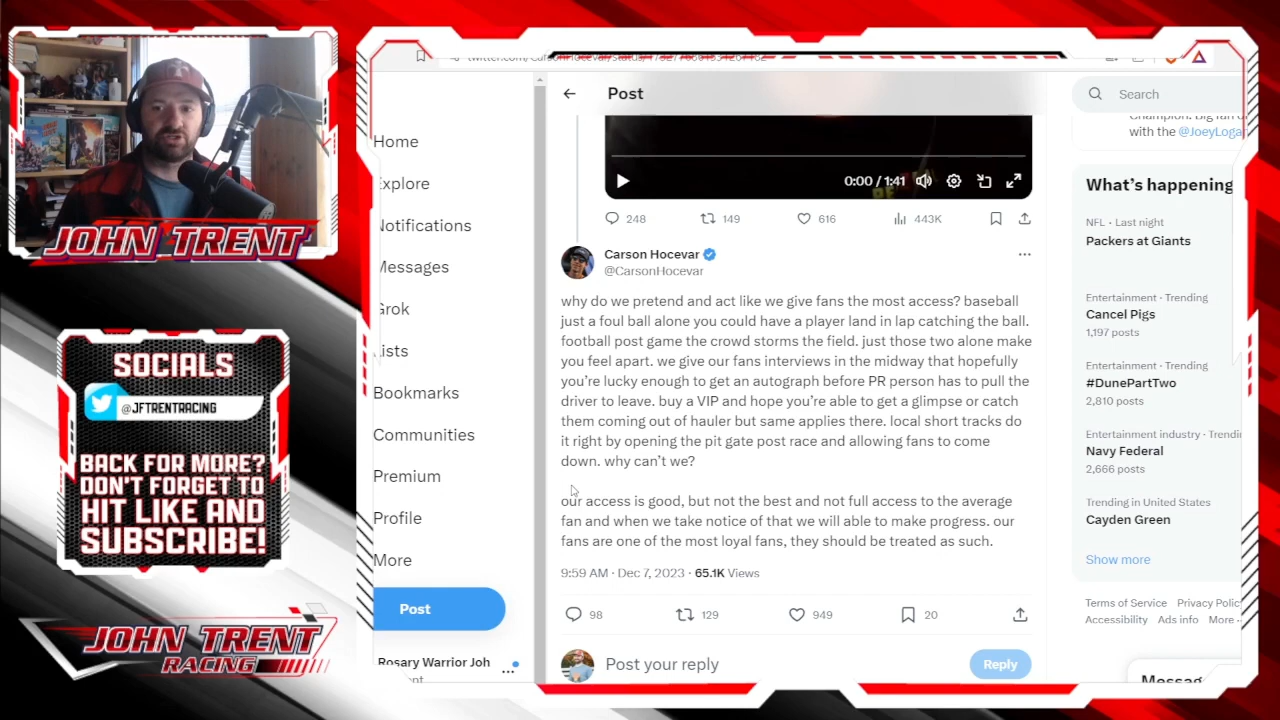 JOHN TRENT
SOCIALS
@JFTRENTRACING
BACK FOR MORE?
DON'T FORGET TO
HIT LIKE AND
SUBSCRIBE!
JOHN TRENT
RACING
Home
Explore
Notifications
Messages
Grok
Lists
Bookmarks
Communities
Premium
Profile
More
Post
Rosary Warrior Joh
Post
0:00 / 1:41
248
149
616
443K
Carson Hocevar
@CarsonHocevar
why do we pretend and act like we give fans the most access? baseball
just a foul ball alone you could have a player land in lap catching the ball.
football post game the crowd storms the field. just those two alone make
you feel apart. we give our fans interviews in the midway that hopefully
you're lucky enough to get an autograph before PR person has to pull the
driver to leave. buy a VIP and hope you're able to get a glimpse or catch
them coming out of hauler but same applies there. local short tracks do
it right by opening the pit gate post race and allowing fans to come
down. why can't we?
our access is good, but not the best and not full access to the average
fan and when we take notice of that we will able to make progress. our
fans are one of the most loyal fans, they should be treated as such.
9:59 AM · Dec 7, 2023 · 65.1K Views
98
129
949
20
Post your reply
Reply
Search
Champion. Big fan o
with the @JoeyLoga
What's happening
NFL · Last night
Packers at Giants
Entertainment · Trending
Cancel Pigs
1,197 posts
Entertainment · Trending
#DunePartTwo
2,810 posts
Entertainment industry · Trendi
Navy Federal
2,666 posts
Trending in United States
Cayden Green
Show more
Terms of Service Privacy Polic
Accessibility Ads info More ·
Messag